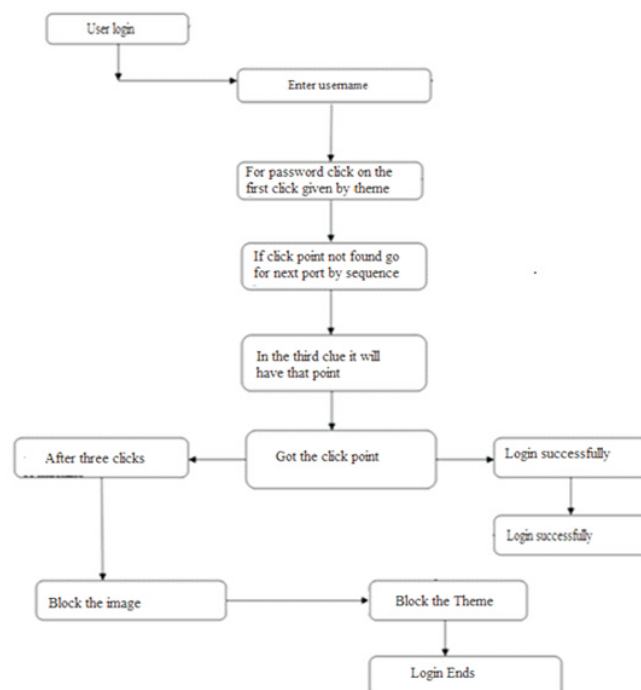 User login
Enter username
For password click on the
first click given by theme
If click point not found go
for next port by sequence
In the third clue it will
have that point
Got the click point
After three clicks
Login successfully
Login successfully
Block the image
Block the Theme
Login Ends